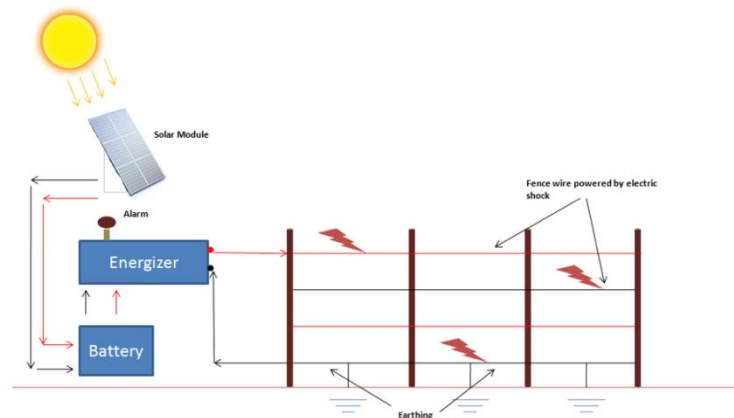 Solar Module
Fence wire powered by electric
shock
Alarm
Energizer
Battery
Earthing